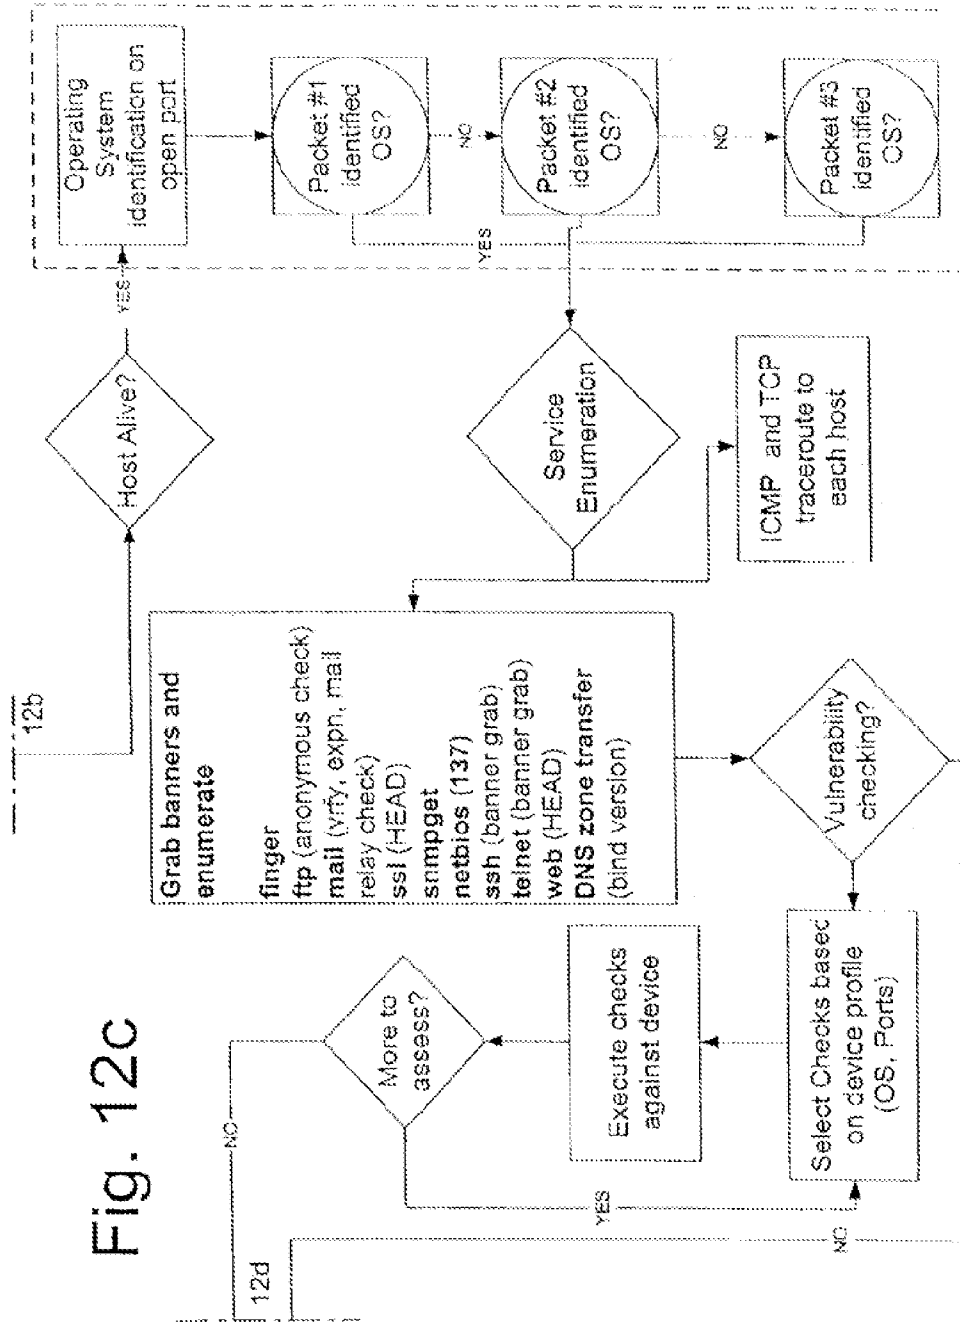 Fig. 12c
12b
Host Alive?
YES
Operating
System
identification on
open port
Packet #1
identified
OS?
NO
Packet #2
identified
OS?
NO
Packet #3
identified
OS?
YES
Service
Enumeration
ICMP and TCP
traceroute to
each host
Grab banners and
enumerate
finger
ftp (anonymous check)
mail (vrfy, expn, mail
relay check)
ssl (HEAD)
snmpget
netbios (137)
ssh (banner grab)
telnet (banner grab)
web (HEAD)
DNS zone transfer
(bind version)
Vulnerability
checking?
Select Checks based
on device profile
(OS, Ports)
Execute checks
against device
More to
assess?
YES
NO
NO
12d